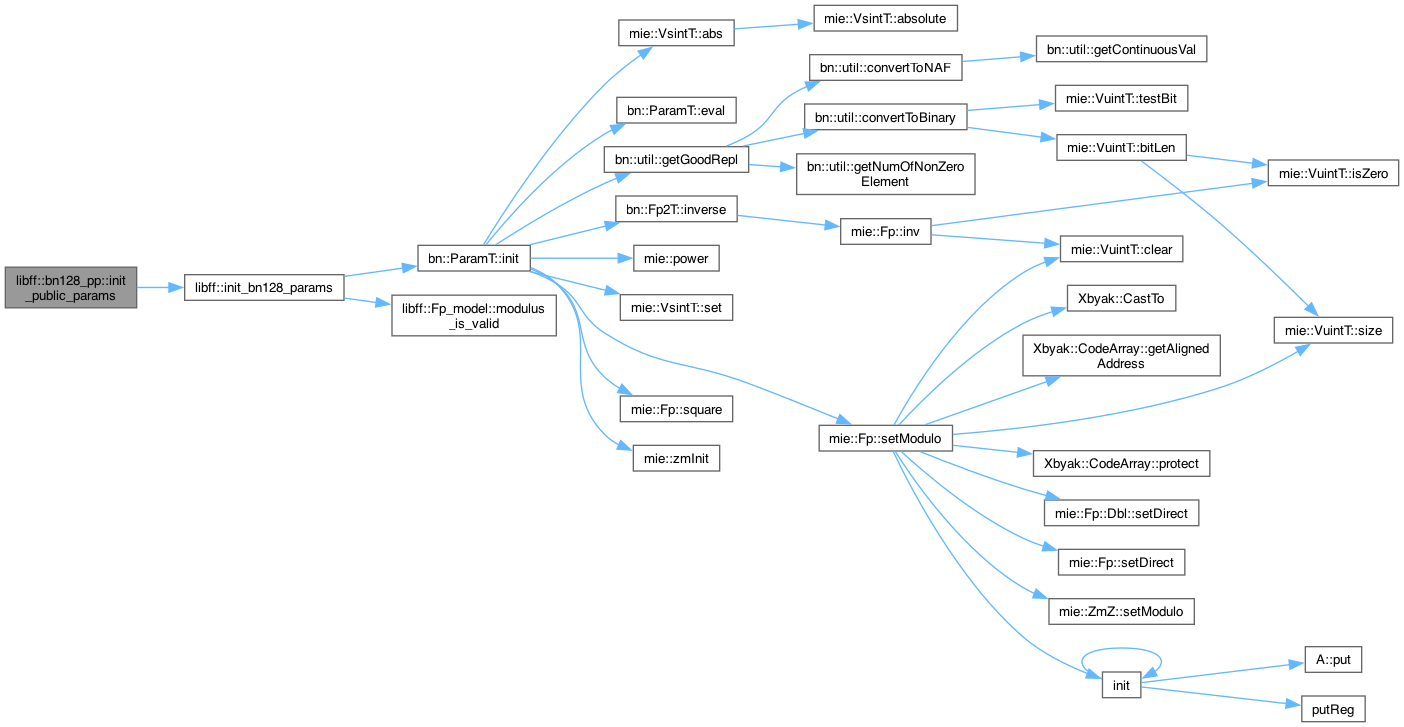 libff::bn128_pp::init
_public_params
libff::init_bn128_params
bn::ParamT::init
libff::Fp_model::modulus
_is_valid
mie::VsintT::abs
mie::VsintT::absolute
bn::ParamT::eval
bn::util::getGoodRepl
bn::util::convertToNAF
bn::util::getContinuousVal
bn::util::convertToBinary
mie::VuintT::testBit
mie::VuintT::bitLen
bn::util::getNumOfNonZero
Element
mie::VuintT::isZero
bn::Fp2T::inverse
mie::Fp::inv
mie::VuintT::clear
mie::power
mie::VsintT::set
Xbyak::CastTo
mie::VuintT::size
Xbyak::CodeArray::getAligned
Address
mie::Fp::square
mie::Fp::setModulo
mie::zmInit
Xbyak::CodeArray::protect
mie::Fp::Dbl::setDirect
mie::Fp::setDirect
mie::ZmZ::setModulo
init
A::put
putReg